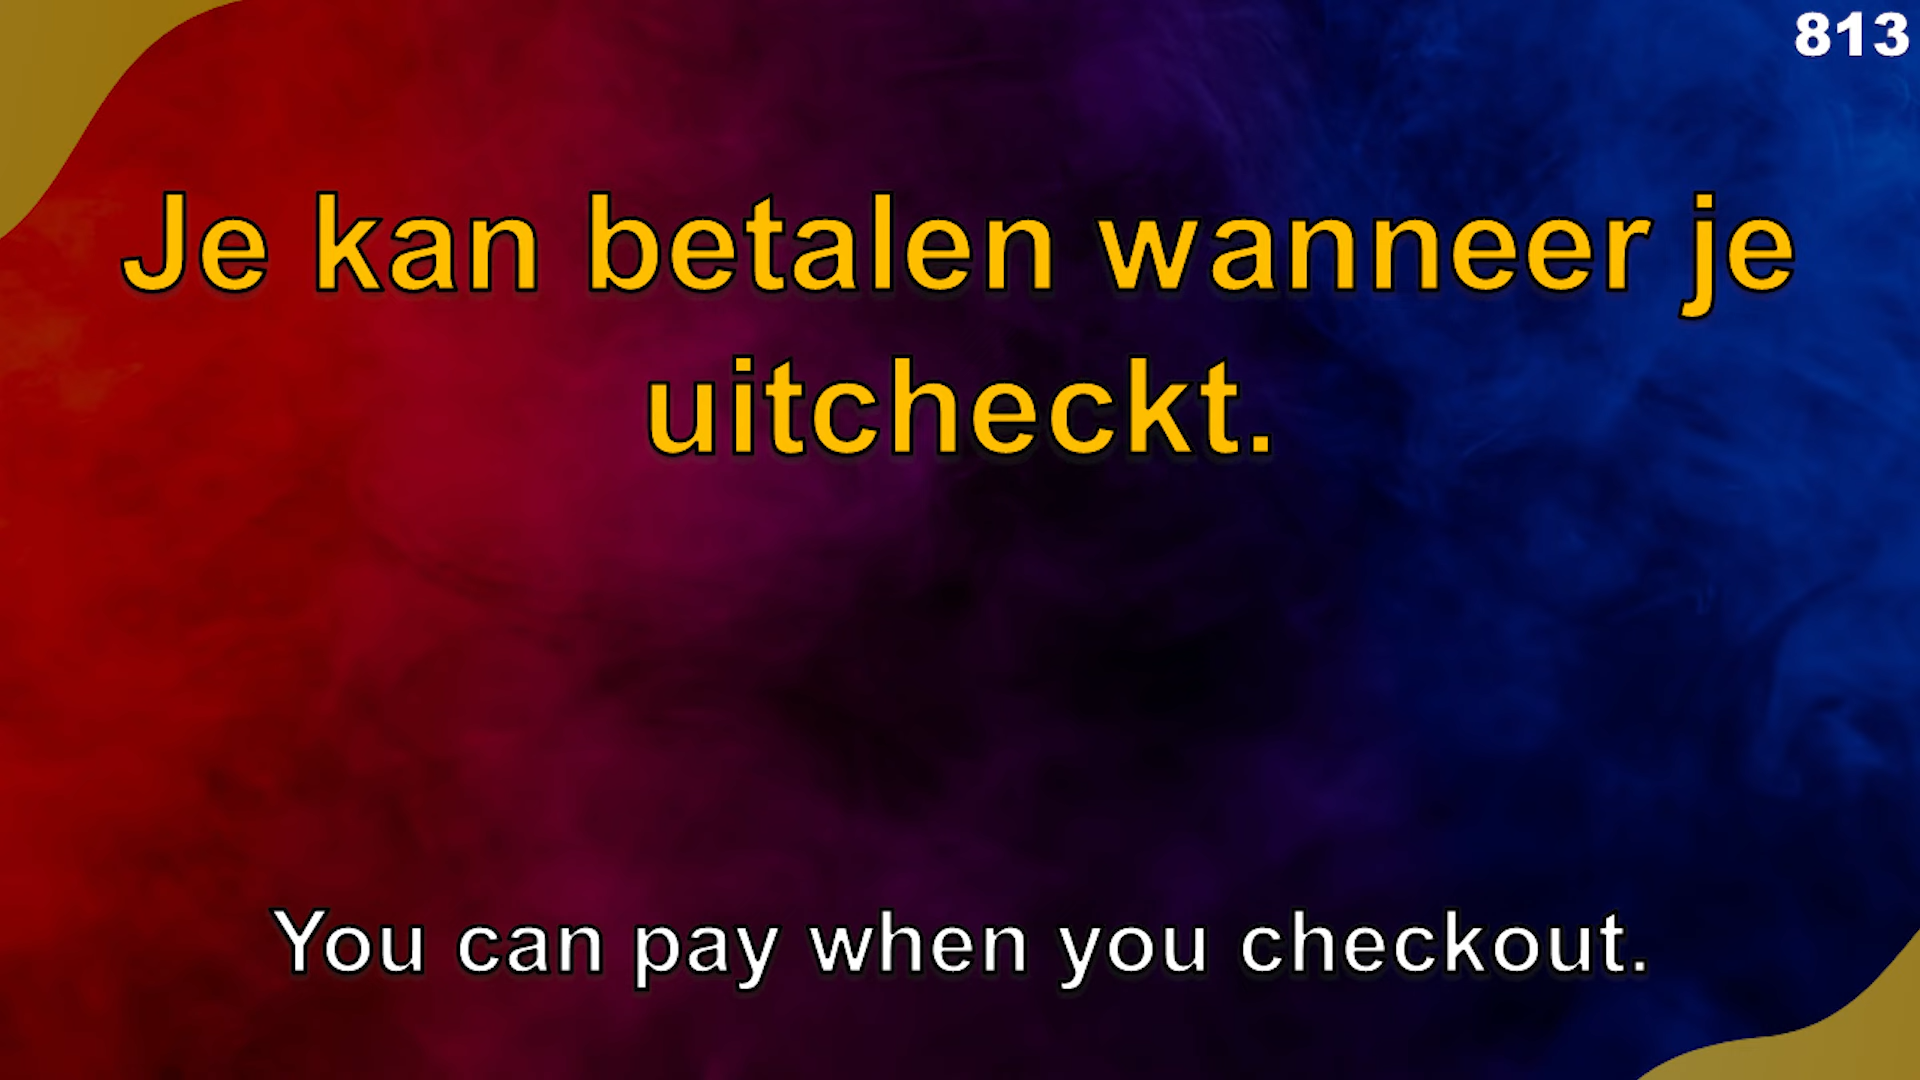 813
Je kan betalen wanneer je
uitcheckt.
You can pay when you checkout.